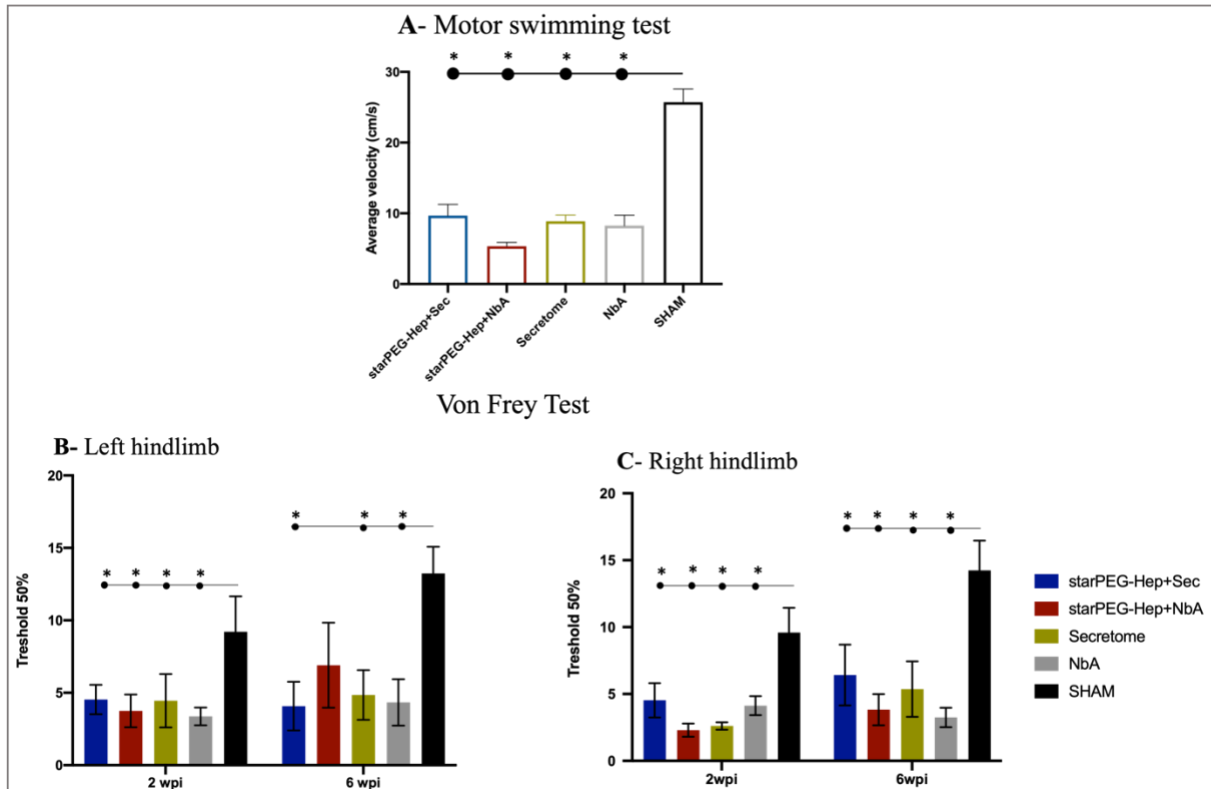 A- Motor swimming test
* * * *
30
20
10
0
Average velocity (cm/s)
starPEG-Hep+Sec
starPEG-Hep+NbA
Secretome
NbA
SHAM
Von Frey Test
B- Left hindlimb
20
15
10
5
0
Treshold 50%
* * * *
* * *
2 wpi
6 wpi
C- Right hindlimb
20
15
10
5
0
Treshold 50%
* * * *
* * * *
2wpi
6wpi
starPEG-Hep+Sec
starPEG-Hep+NbA
Secretome
NbA
SHAM